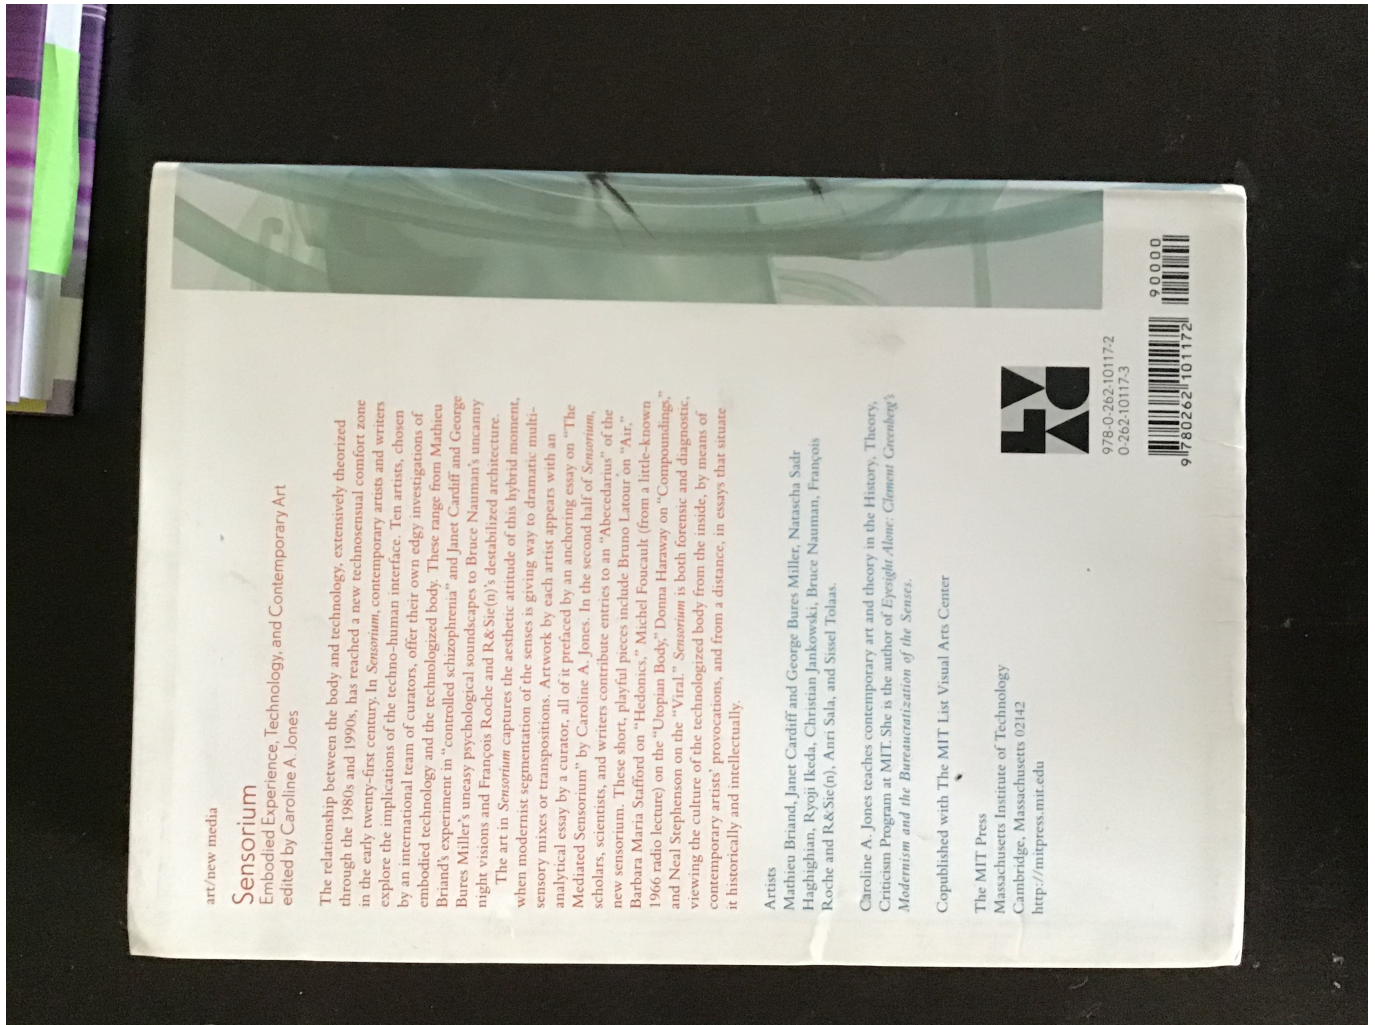 art/new media
Sensorium
Embodied Experience, Technology, and Contemporary Art
edited by Caroline A. Jones
The relationship between the body and technology, extensively theorized
through the 1980s and 1990s, has reached a new technosensual comfort zone
in the early twenty-first century. In Sensorium, contemporary artists and writers
explore the implications of the techno-human interface. Ten artists, chosen
by an international team of curators, offer their own edgy investigations of
embodied technology and the technologized body. These range from Mathieu
Briand's experiment in "controlled schizophrenia" and Janet Cardiff and George
Bures Miller's uneasy psychological soundscapes to Bruce Nauman's uncanny
night visions and François Roche and R&Sie(n)'s destabilized architecture.
The art in Sensorium captures the aesthetic attitude of this hybrid moment,
when modernist segmentation of the senses is giving way to dramatic multi-
sensory mixes or transpositions. Artwork by each artist appears with an
analytical essay by a curator, all of it prefaced by an anchoring essay on "The
Mediated Sensorium" by Caroline A. Jones. In the second half of Sensorium,
scholars, scientists, and writers contribute entries to an "Abecedarius" of the
new sensorium. These short, playful pieces include Bruno Latour on "Air,"
Barbara Maria Stafford on "Hedonics," Michel Foucault (from a little-known
1966 radio lecture) on the "Utopian Body," Donna Haraway on "Compoundings,"
and Neal Stephenson on the "Viral." Sensorium is both forensic and diagnostic,
viewing the culture of the technologized body from the inside, by means of
contemporary artists' provocations, and from a distance, in essays that situate
it historically and intellectually.
Artists
Mathieu Briand, Janet Cardiff and George Bures Miller, Natascha Sadr
Haghighian, Ryoji Ikeda, Christian Jankowski, Bruce Nauman, François
Roche and R&Sie(n), Anri Sala, and Sissel Tolaas.
Caroline A. Jones teaches contemporary art and theory in the History, Theory,
Criticism Program at MIT. She is the author of Eyesight Alone: Clement Greenberg's
Modernism and the Bureaucratization of the Senses.
Copublished with The MIT List Visual Arts Center
The MIT Press
Massachusetts Institute of Technology
Cambridge, Massachusetts 02142
http://mitpress.mit.edu
978-0-262-10117-2
0-262-10117-3
9 780262 101172
90000